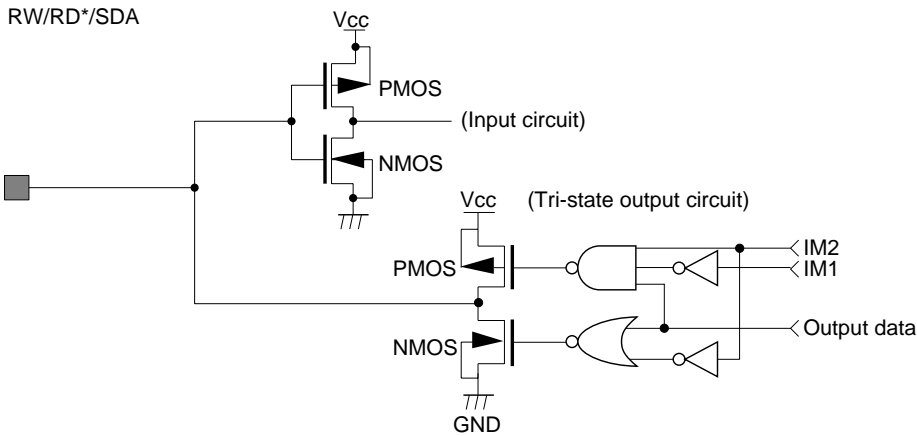 RW/RD*/SDA
Vcc
PMOS
(Input circuit)
NMOS
Vcc (Tri-state output circuit)
IM2
PMOS IM1
Output data
NMOS
GND